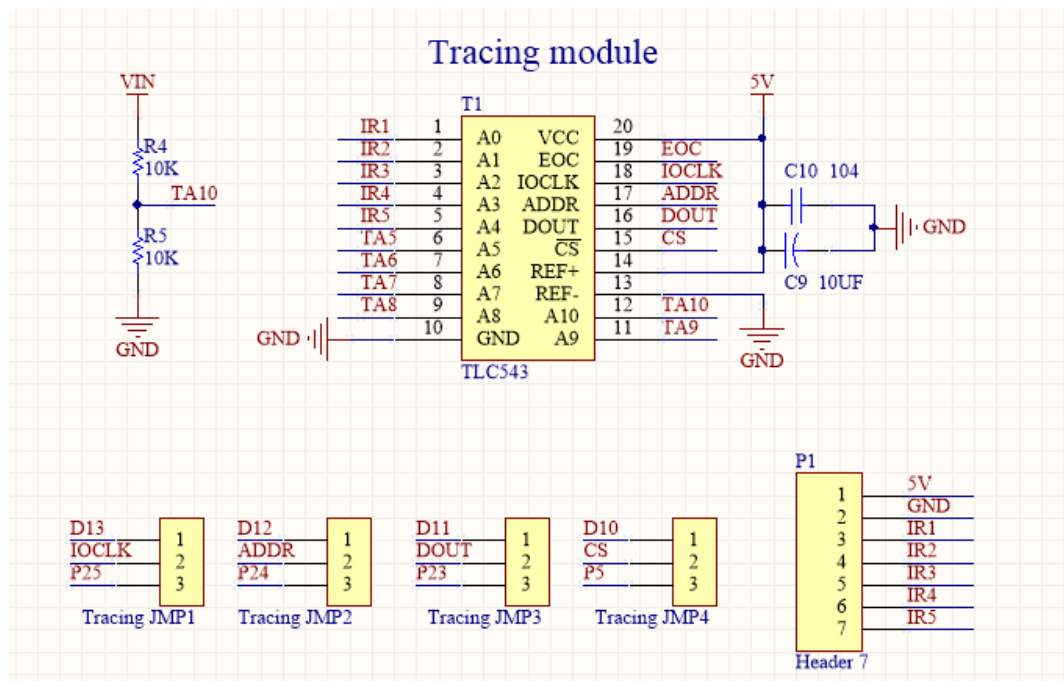 Tracing module
VIN
R4
10K
TA10
R5
10K
GND
T1
IR1 1 A0 VCC 20
IR2 2 A1 EOC 19 EOC
IR3 3 A2 IOCLK 18 IOCLK
IR4 4 A3 ADDR 17 ADDR
IR5 5 A4 DOUT 16 DOUT
TA5 6 A5 CS 15 CS
TA6 7 A6 REF+ 14
TA7 8 A7 REF- 13
TA8 9 A8 A10 12 TA10
GND 10 GND A9 11 TA9
TLC543
5V
C10 104
GND
C9 10UF
GND
D13 1
IOCLK 2
P25 3
Tracing JMP1
D12 1
ADDR 2
P24 3
Tracing JMP2
D11 1
DOUT 2
P23 3
Tracing JMP3
D10 1
CS 2
P5 3
Tracing JMP4
P1
1 5V
2 GND
3 IR1
4 IR2
5 IR3
6 IR4
7 IR5
Header 7